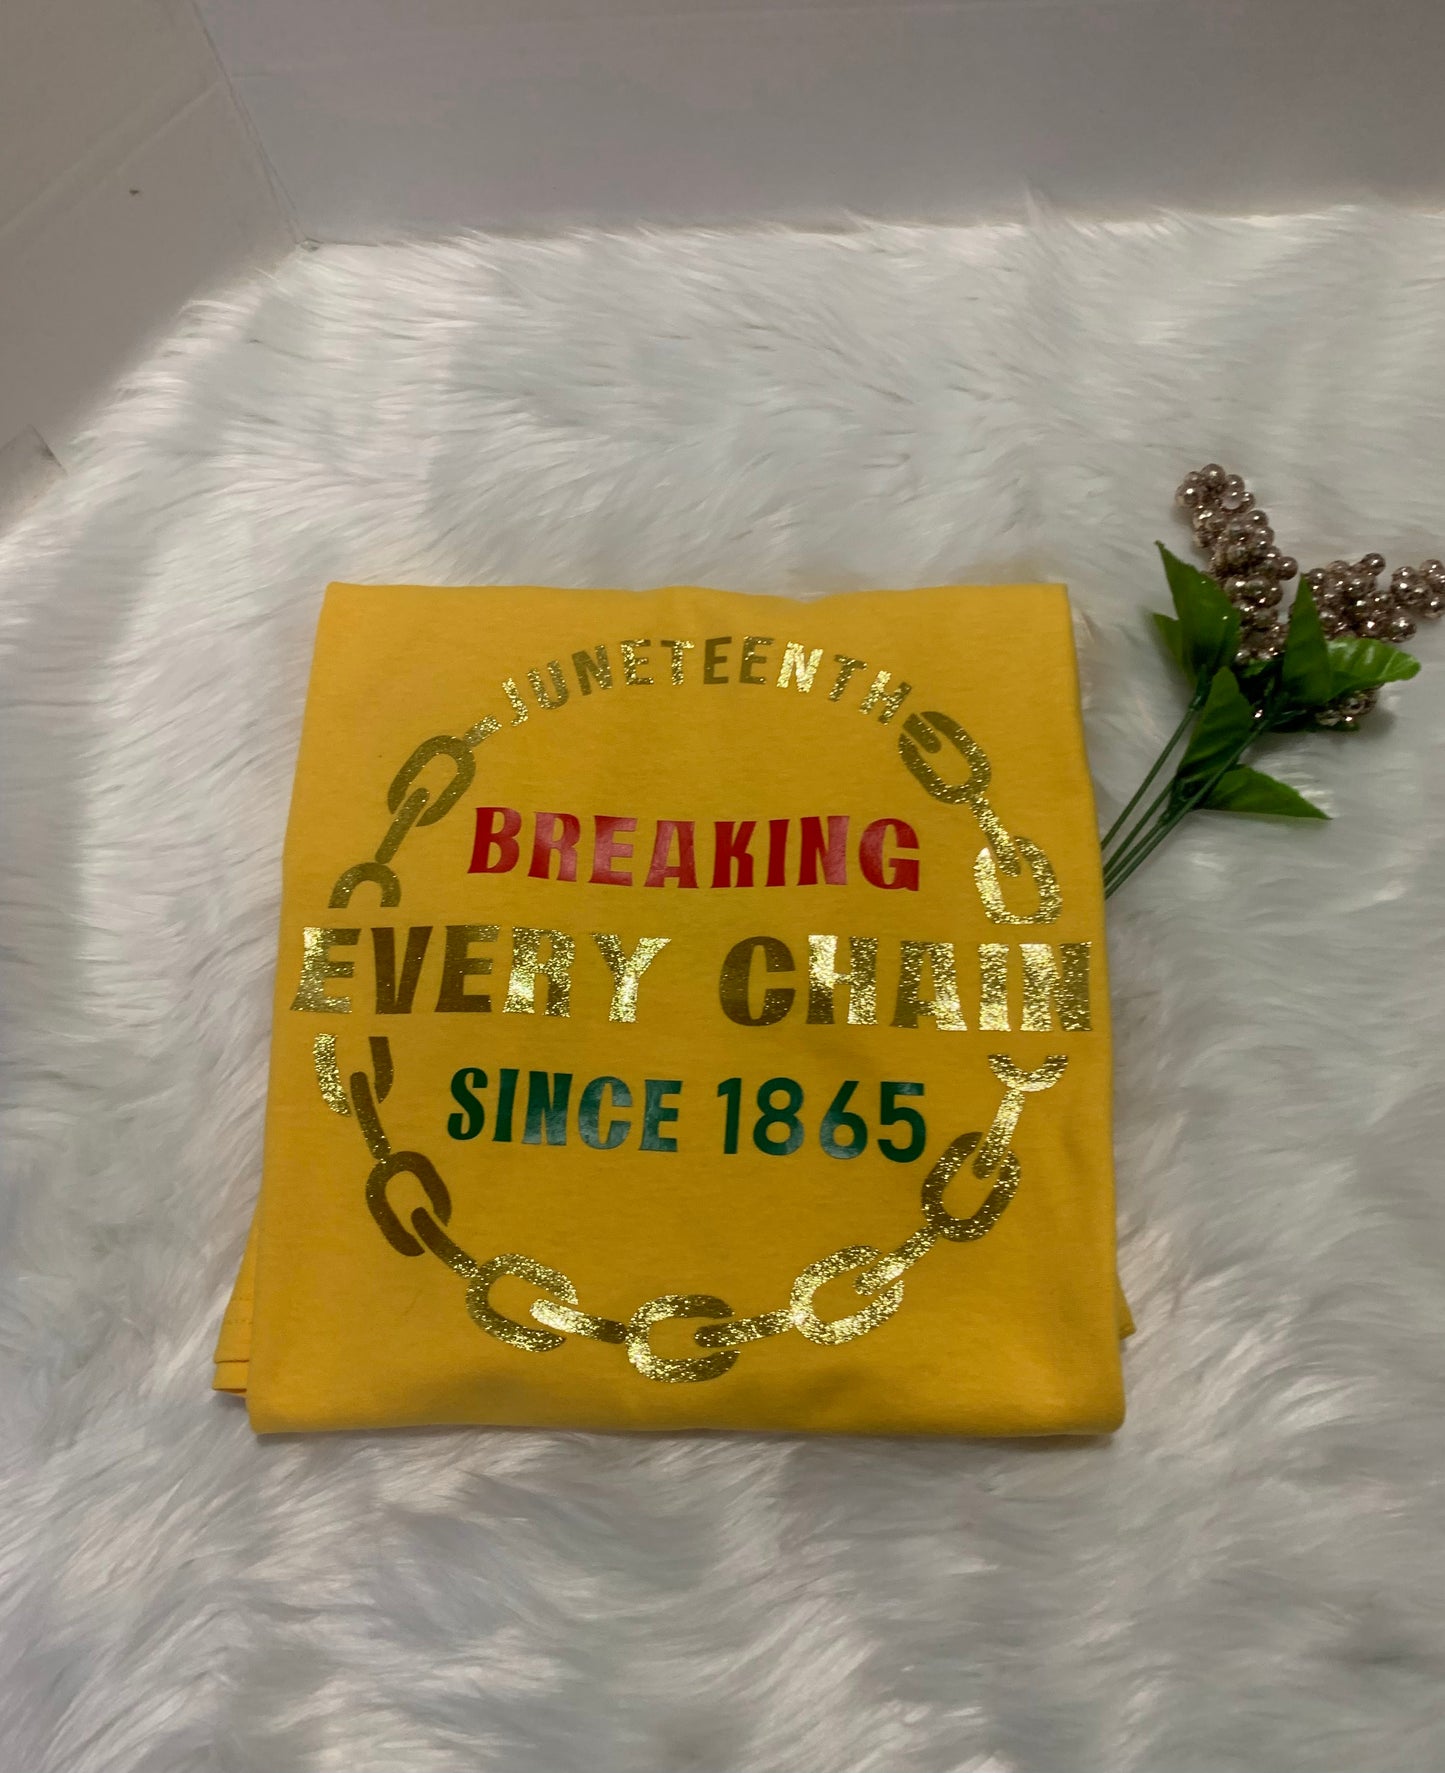 JUNETEENTH
BREAKING
EVERY CHAIN
SINCE 1865